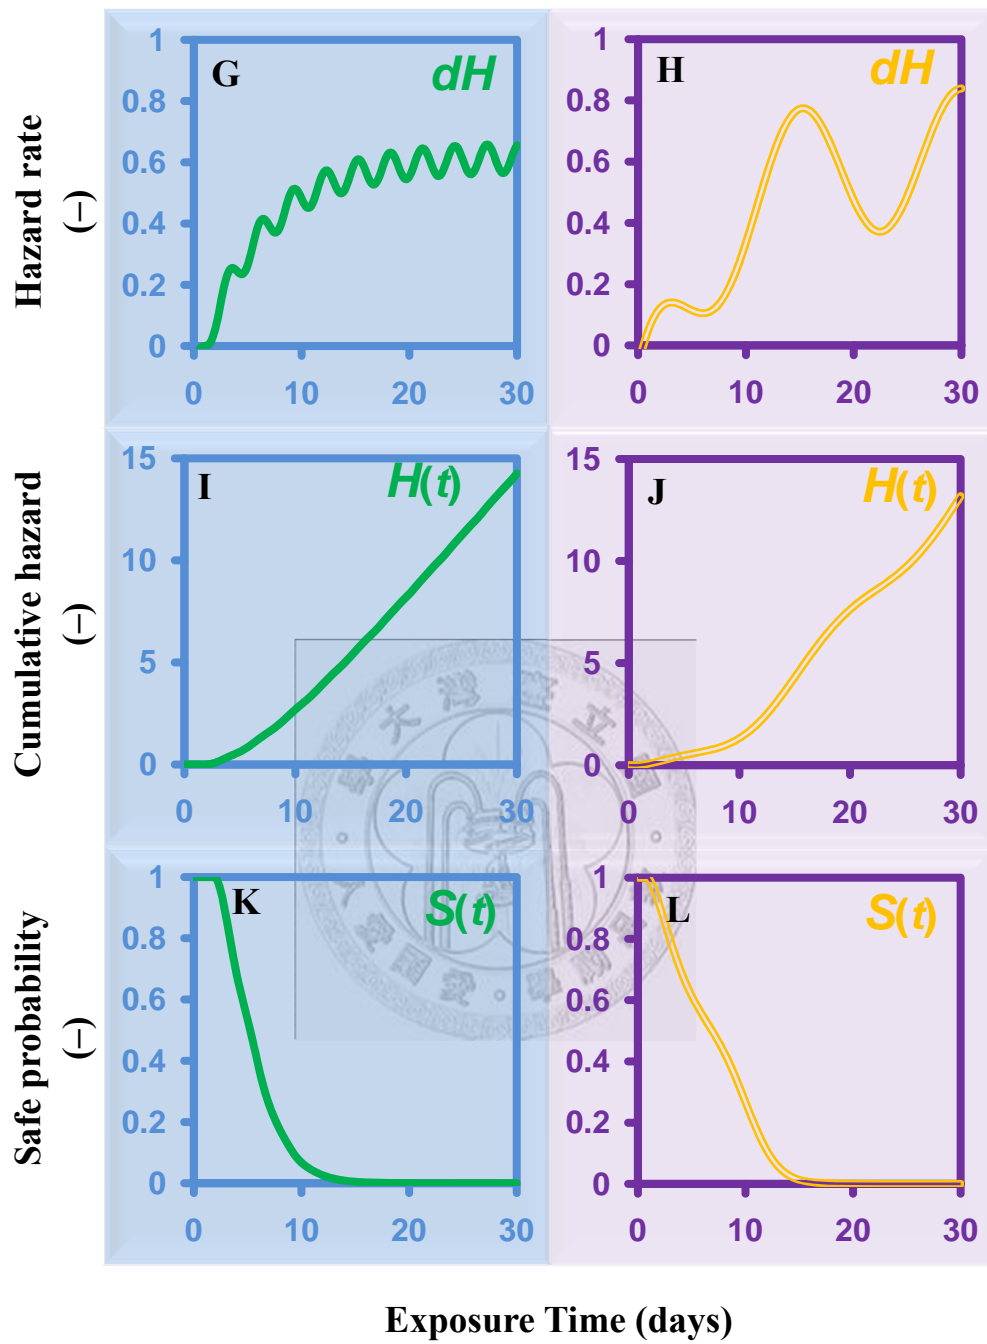 Hazard rate
(–)
G
dH
1
0.8
0.6
0.4
0.2
0
0 10 20 30
H
dH
1
0.8
0.6
0.4
0.2
0
0 10 20 30
Cumulative hazard
(–)
I
H(t)
15
10
5
0
0 10 20 30
J
H(t)
15
10
5
0
0 10 20 30
Safe probability
(–)
K
S(t)
1
0.8
0.6
0.4
0.2
0
0 10 20 30
L
S(t)
1
0.8
0.6
0.4
0.2
0
0 10 20 30
Exposure Time (days)